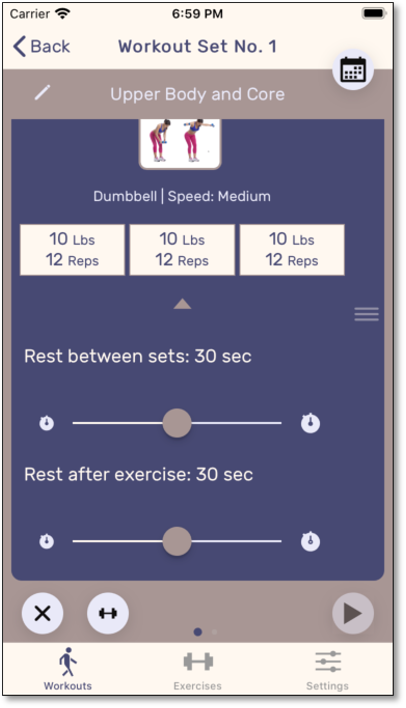 Carrier 6:59 PM
Back Workout Set No. 1
Upper Body and Core
Dumbbell | Speed: Medium
10 Lbs 10 Lbs 10 Lbs
12 Reps 12 Reps 12 Reps
Rest between sets: 30 sec
Rest after exercise: 30 sec
Workouts Exercises Settings